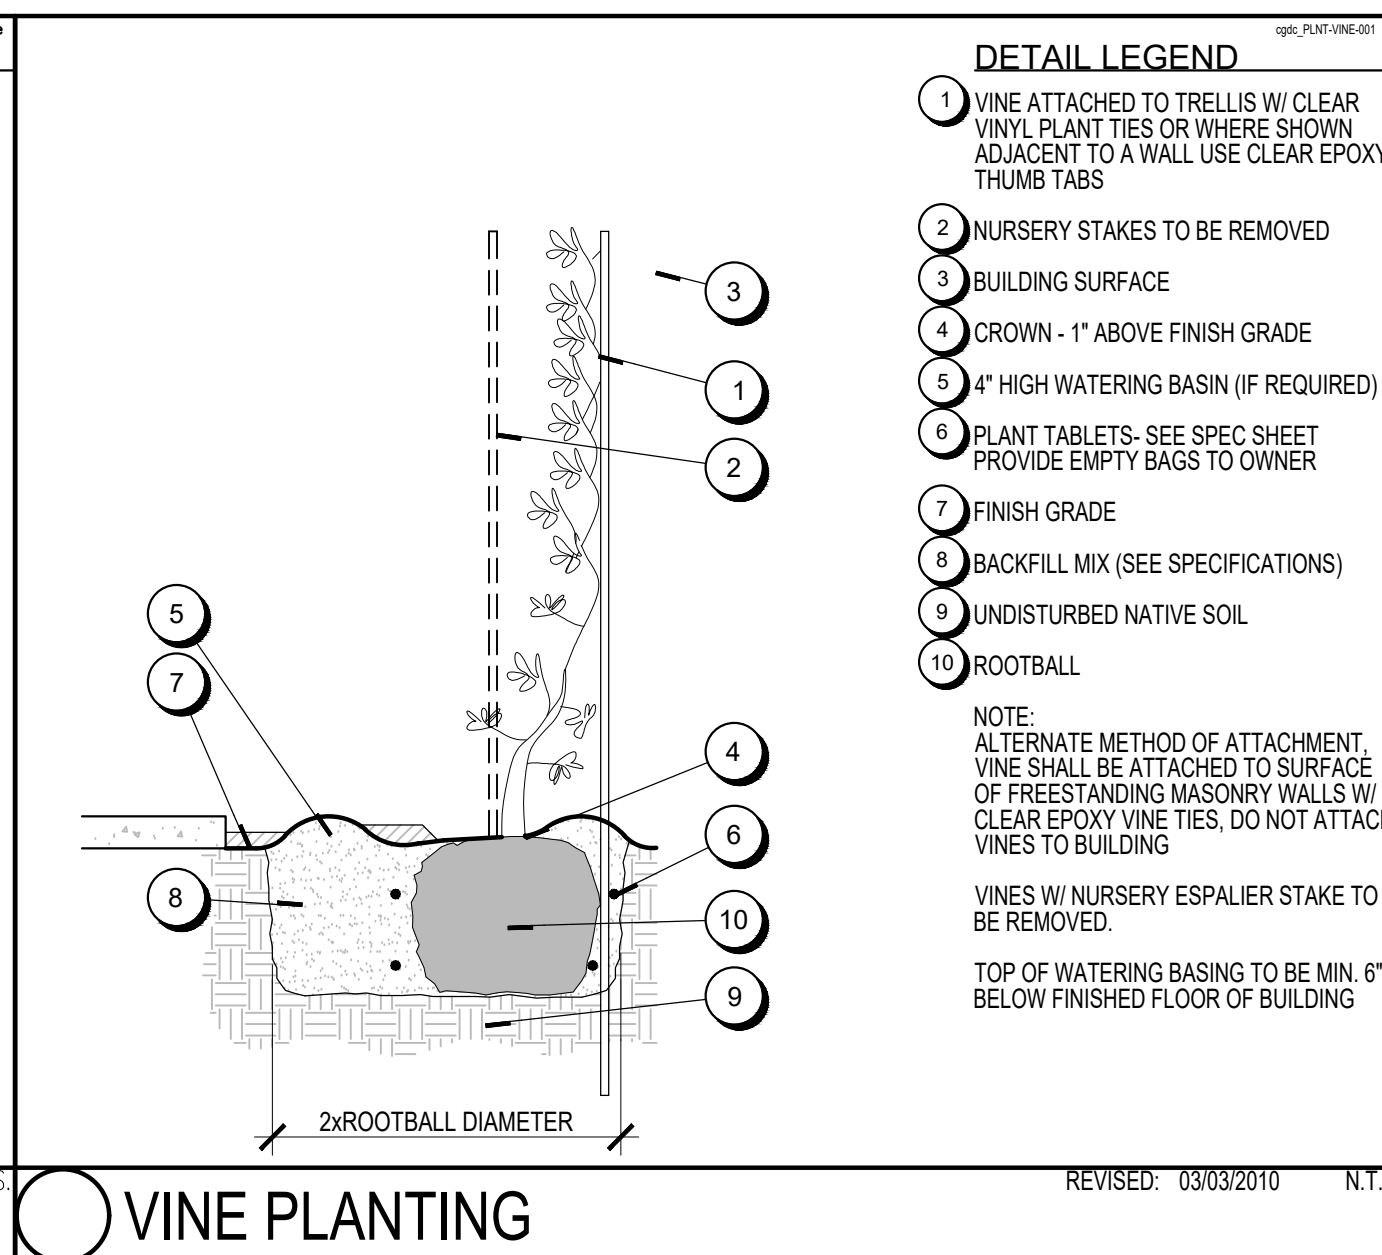 e
cgdc_PLNT-VINE-001
DETAIL LEGEND
1 VINE ATTACHED TO TRELLIS W/ CLEAR
VINYL PLANT TIES OR WHERE SHOWN
ADJACENT TO A WALL USE CLEAR EPOXY
THUMB TABS
2 NURSERY STAKES TO BE REMOVED
3 BUILDING SURFACE
4 CROWN - 1" ABOVE FINISH GRADE
5 4" HIGH WATERING BASIN (IF REQUIRED)
6 PLANT TABLETS- SEE SPEC SHEET
PROVIDE EMPTY BAGS TO OWNER
7 FINISH GRADE
8 BACKFILL MIX (SEE SPECIFICATIONS)
9 UNDISTURBED NATIVE SOIL
10 ROOTBALL
NOTE:
ALTERNATE METHOD OF ATTACHMENT,
VINE SHALL BE ATTACHED TO SURFACE
OF FREESTANDING MASONRY WALLS W/
CLEAR EPOXY VINE TIES, DO NOT ATTACH
VINES TO BUILDING
VINES W/ NURSERY ESPALIER STAKE TO
BE REMOVED.
TOP OF WATERING BASING TO BE MIN. 6"
BELOW FINISHED FLOOR OF BUILDING
3
1
2
5
7
4
6
8
10
9
2xROOTBALL DIAMETER
S.
VINE PLANTING
REVISED: 03/03/2010 N.T.